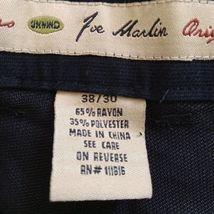 Joe Marlin
38/30
65% RAYON
35% POLYESTER
MADE IN CHINA
SEE CARE
ON REVERSE
RN# 111816